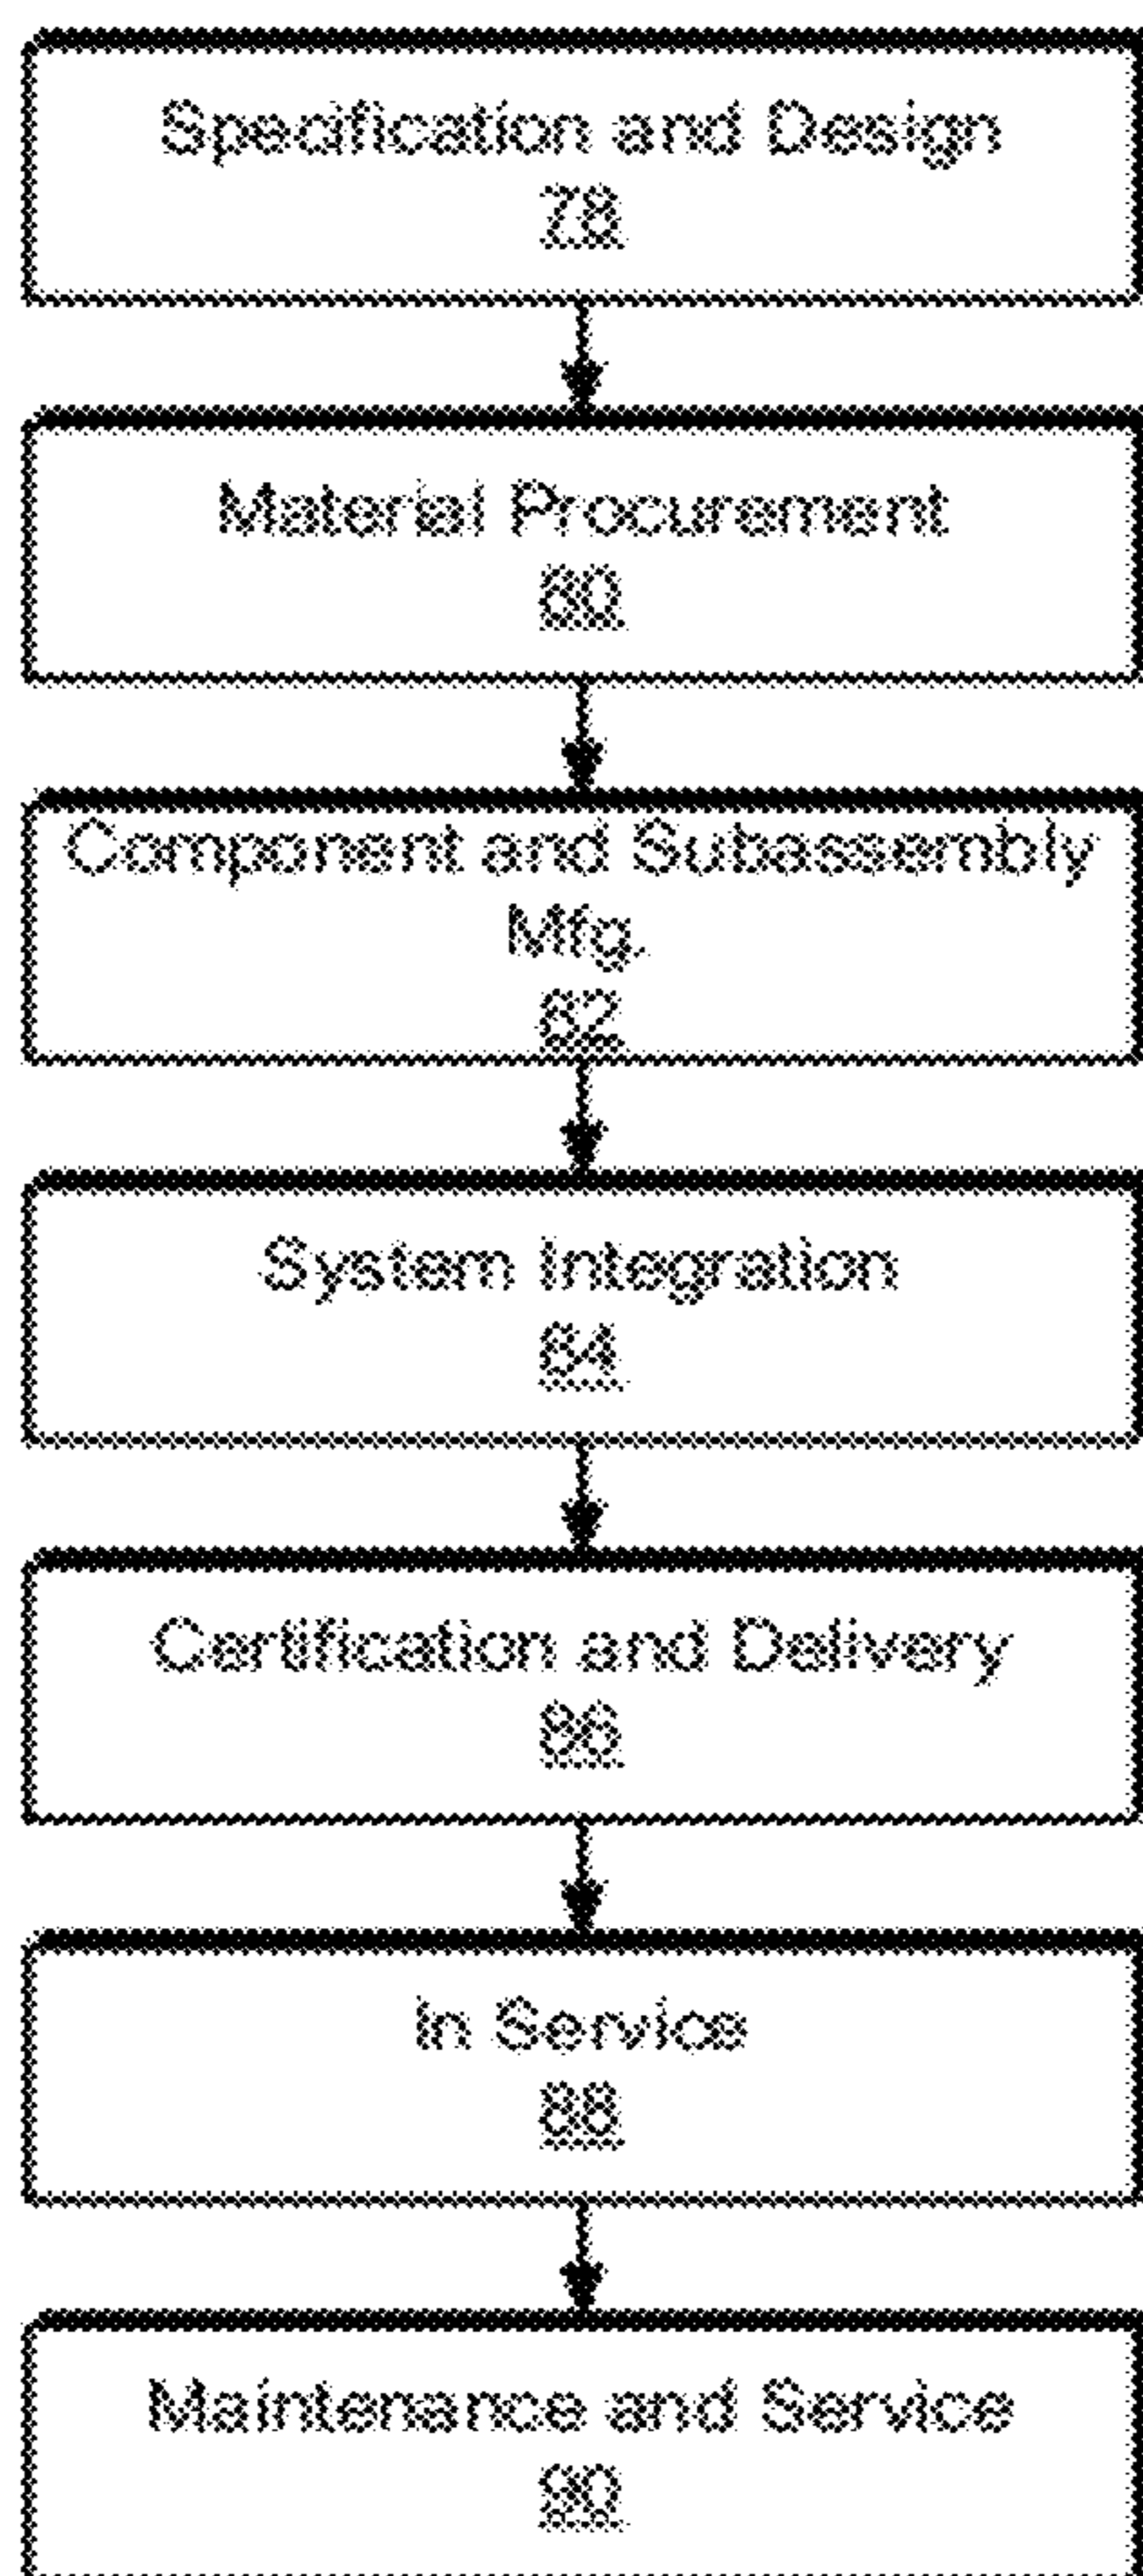 Specification and Design
78
Material Procurement
80
Component and Subassembly
Mfg.
82
System Integration
84
Certification and Delivery
86
In Service
88
Maintenance and Service
90